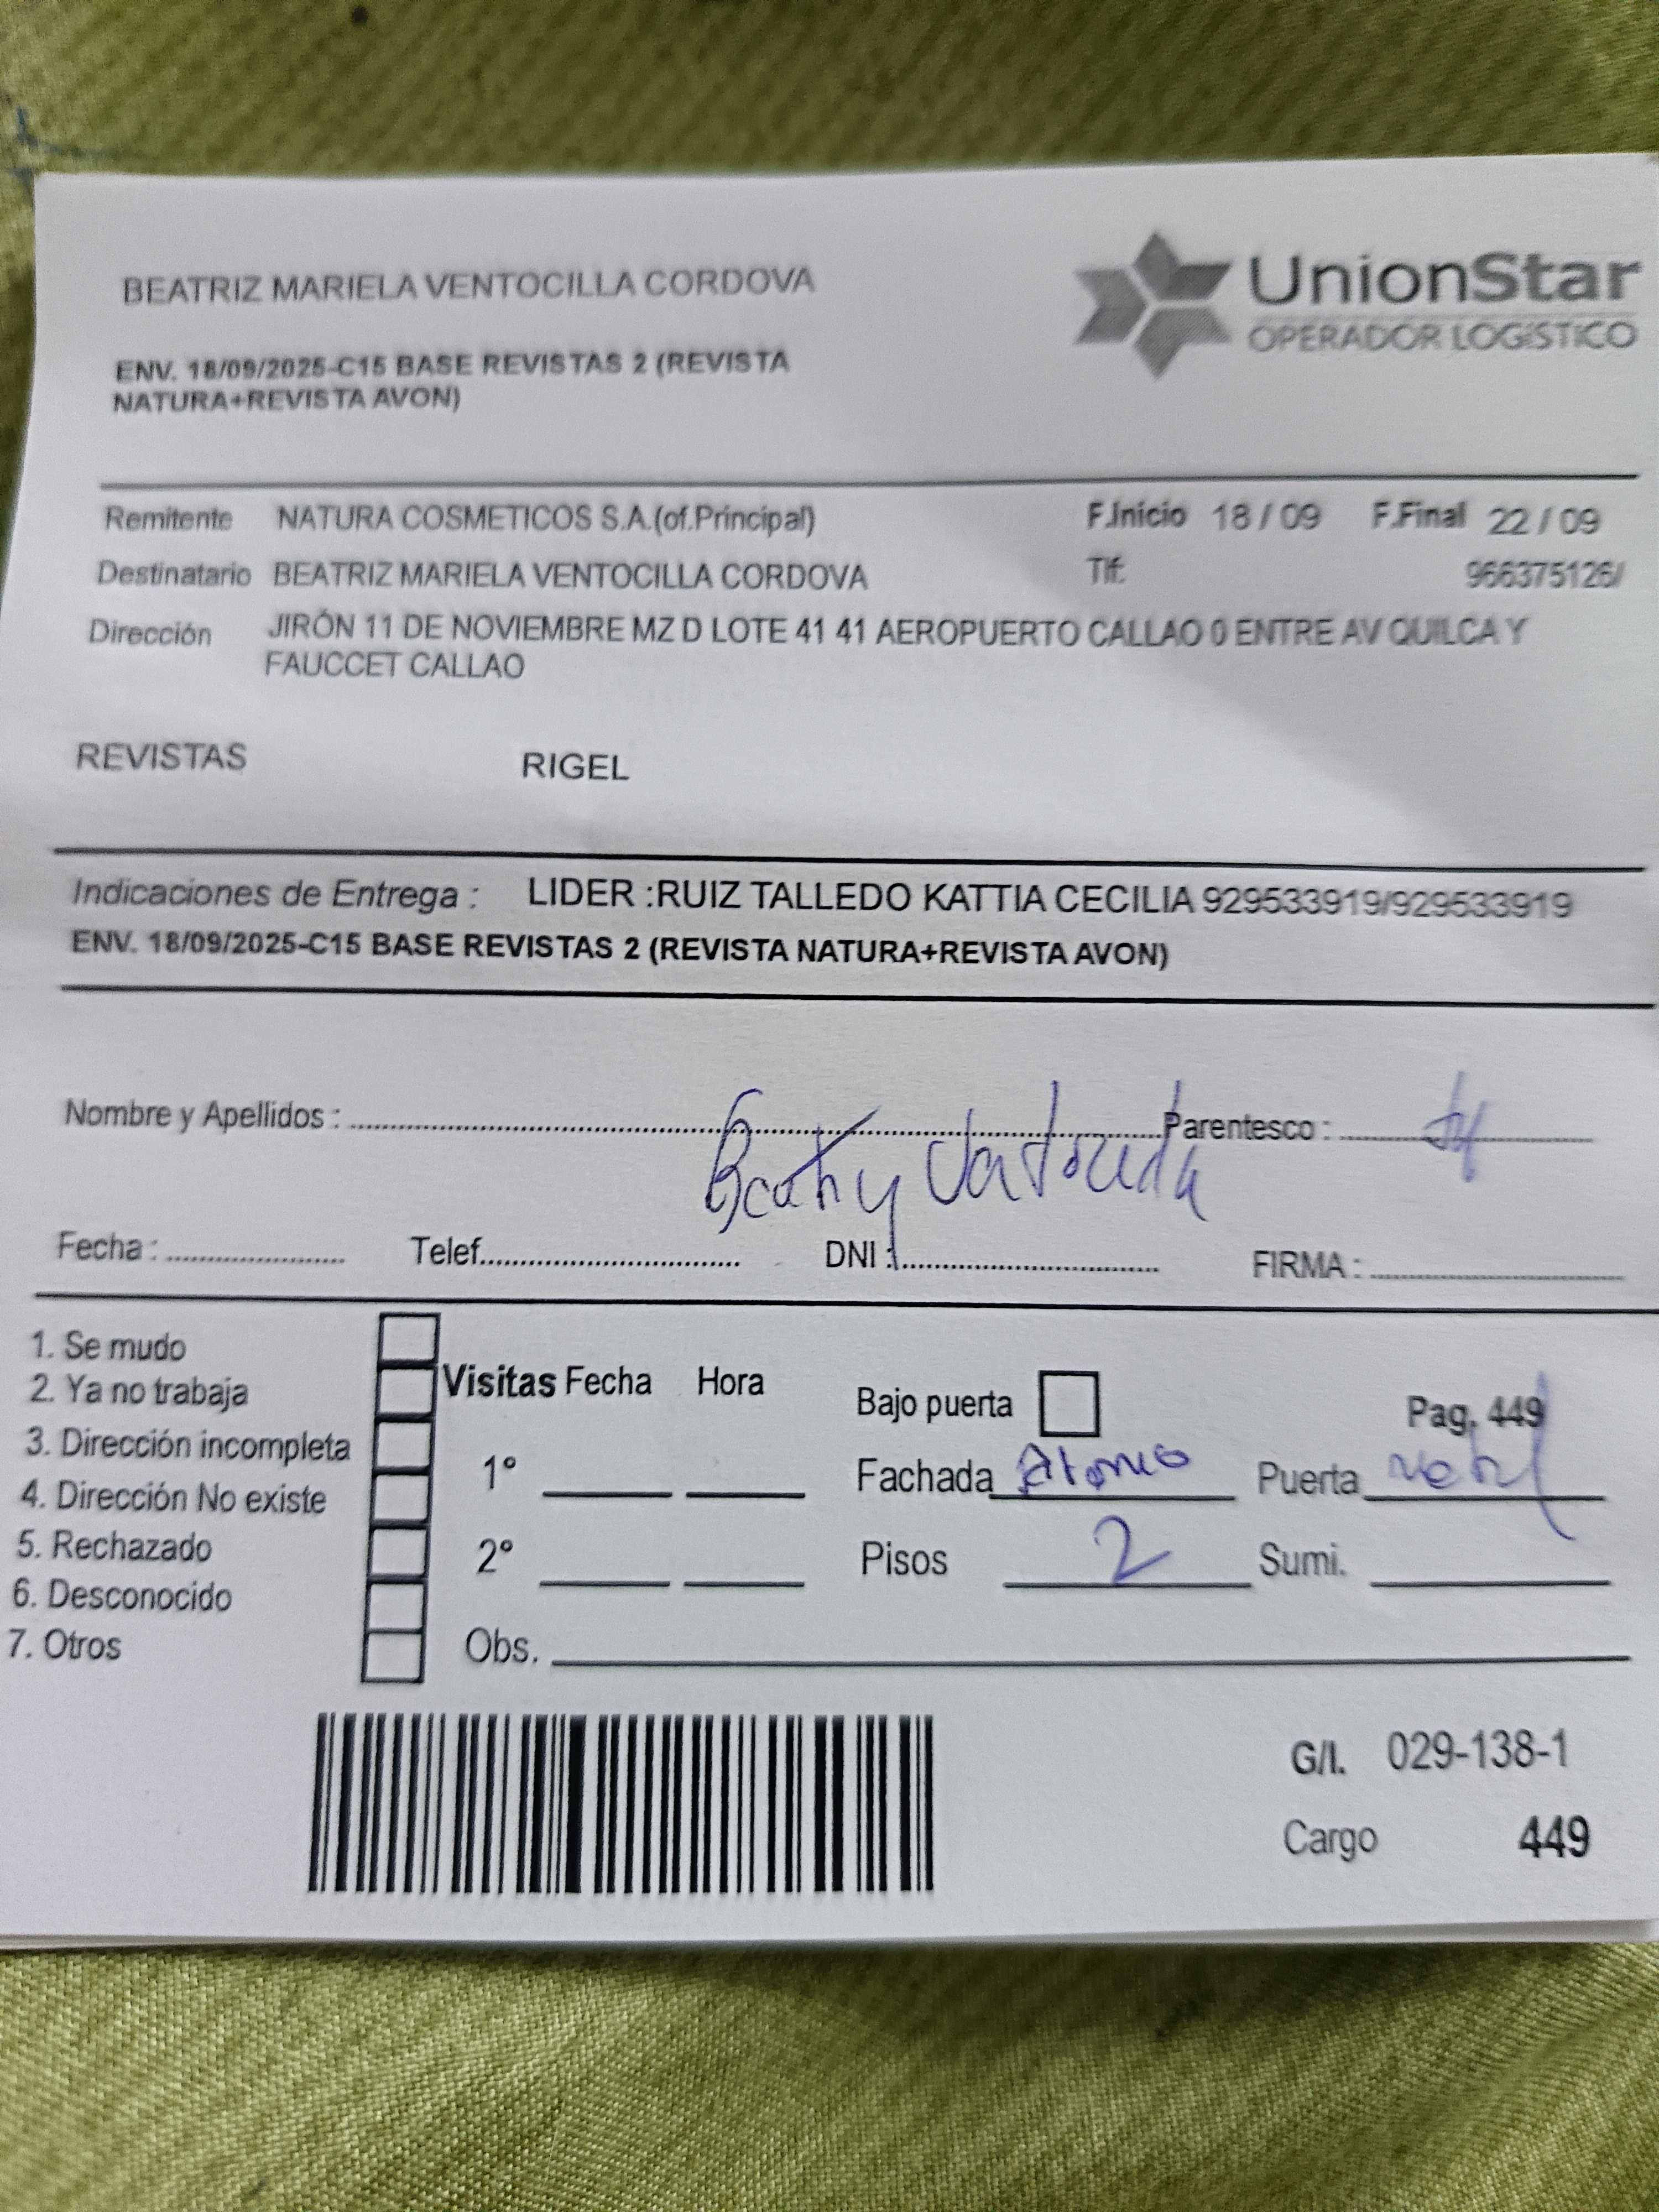 BEATRIZ MARIELA VENTOCILLA CORDOVA
UnionStar
OPERADOR LOGÍSTICO
ENV. 18/09/2025-C15 BASE REVISTAS 2 (REVISTA
NATURA+REVISTA AVON)
Remitente NATURA COSMETICOS S.A.(of.Principal) F.Inicio 18 / 09 F.Final 22 / 09
Destinatario BEATRIZ MARIELA VENTOCILLA CORDOVA Tlf: 966375126/
Dirección JIRÓN 11 DE NOVIEMBRE MZ D LOTE 41 41 AEROPUERTO CALLAO 0 ENTRE AV QUILCA Y
FAUCCET CALLAO
REVISTAS RIGEL
Indicaciones de Entrega : LIDER :RUIZ TALLEDO KATTIA CECILIA 929533919/929533919
ENV. 18/09/2025-C15 BASE REVISTAS 2 (REVISTA NATURA+REVISTA AVON)
Nombre y Apellidos : Parentesco :
Fecha : Telef. DNI : FIRMA :
1. Se mudo
2. Ya no trabaja
3. Dirección incompleta
4. Dirección No existe
5. Rechazado
6. Desconocido
7. Otros
Visitas Fecha Hora
1°
2°
Obs.
Bajo puerta Pag. 449
Fachada Puerta
Pisos 2 Sumi.
G/I. 029-138-1
Cargo 449